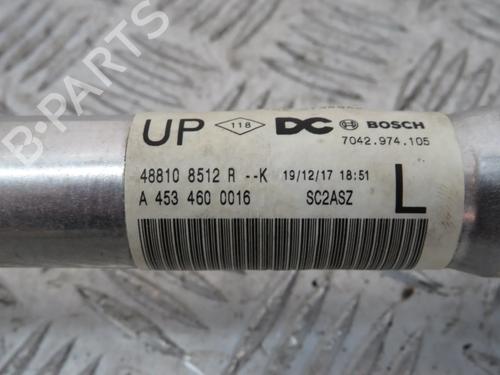 B-PARTS
UP 118 DC BOSCH
7042.974.105
48810 8512 R --K 19/12/17 18:51
A 453 460 0016 SC2ASZ L